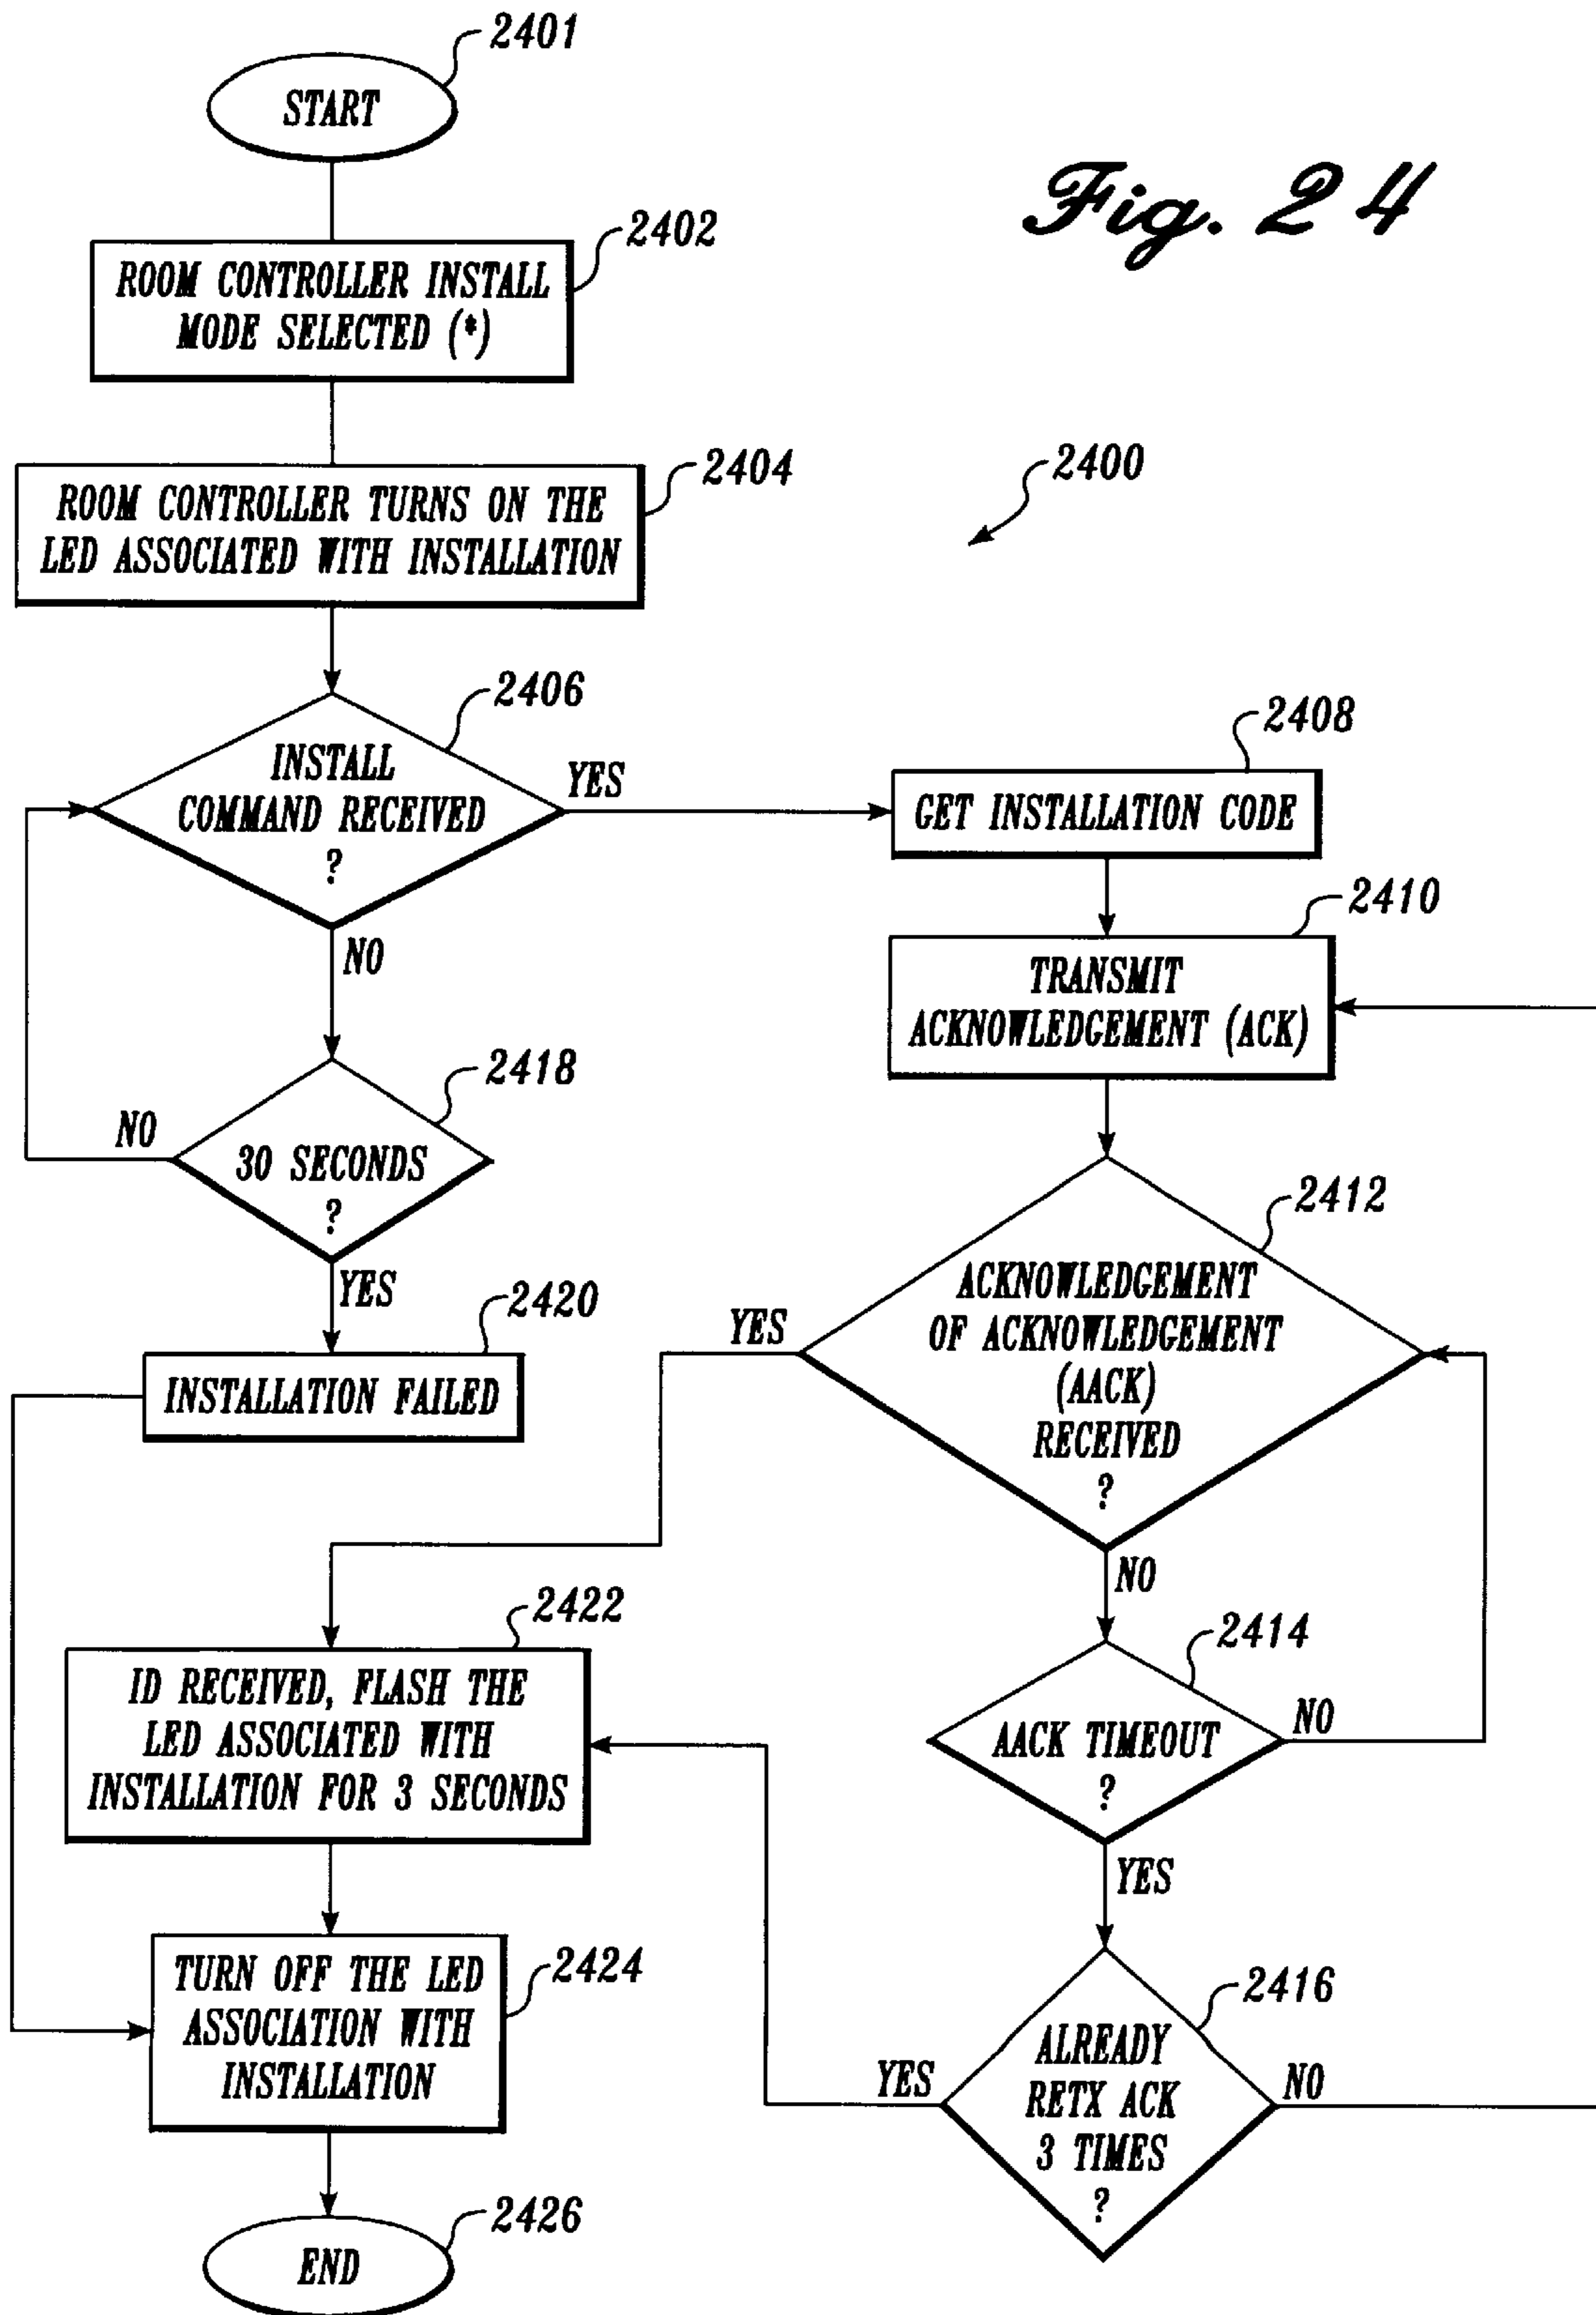 2401
START
Fig. 24
2402
ROOM CONTROLLER INSTALL
MODE SELECTED (*)
2404
ROOM CONTROLLER TURNS ON THE
LED ASSOCIATED WITH INSTALLATION
2400
2406
INSTALL
COMMAND RECEIVED
?
YES
NO
2408
GET INSTALLATION CODE
2410
TRANSMIT
ACKNOWLEDGEMENT (ACK)
2418
30 SECONDS
?
NO
YES
2420
INSTALLATION FAILED
2412
ACKNOWLEDGEMENT
OF ACKNOWLEDGEMENT
(AACK)
RECEIVED
?
YES
NO
2414
AACK TIMEOUT
?
NO
YES
2422
ID RECEIVED, FLASH THE
LED ASSOCIATED WITH
INSTALLATION FOR 3 SECONDS
2416
ALREADY
RETX ACK
3 TIMES
?
YES
NO
2424
TURN OFF THE LED
ASSOCIATION WITH
INSTALLATION
2426
END